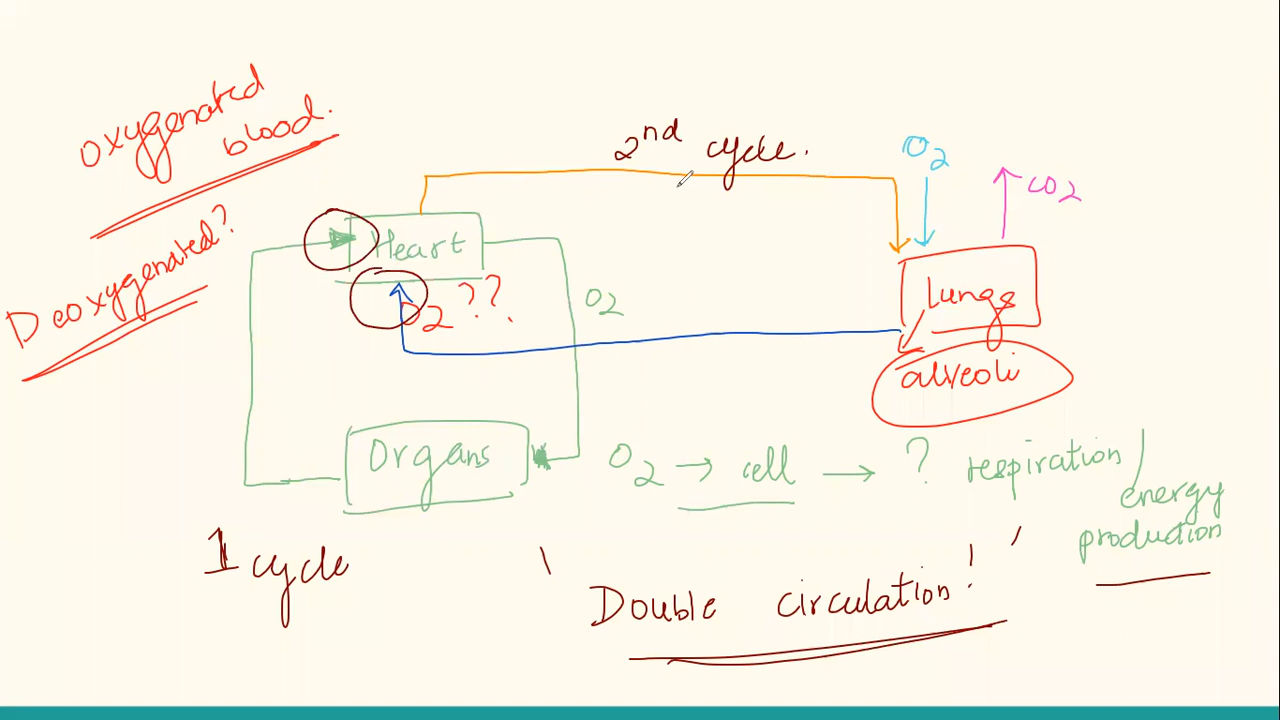 oxygenated
blood.
Deoxygenated?
2nd cycle.
O2
CO2
Heart
O2 ??
O2
lungs
alveoli
Organs
O2 → cell → ? respiration/
energy
production
1 cycle
' Double circulation! '